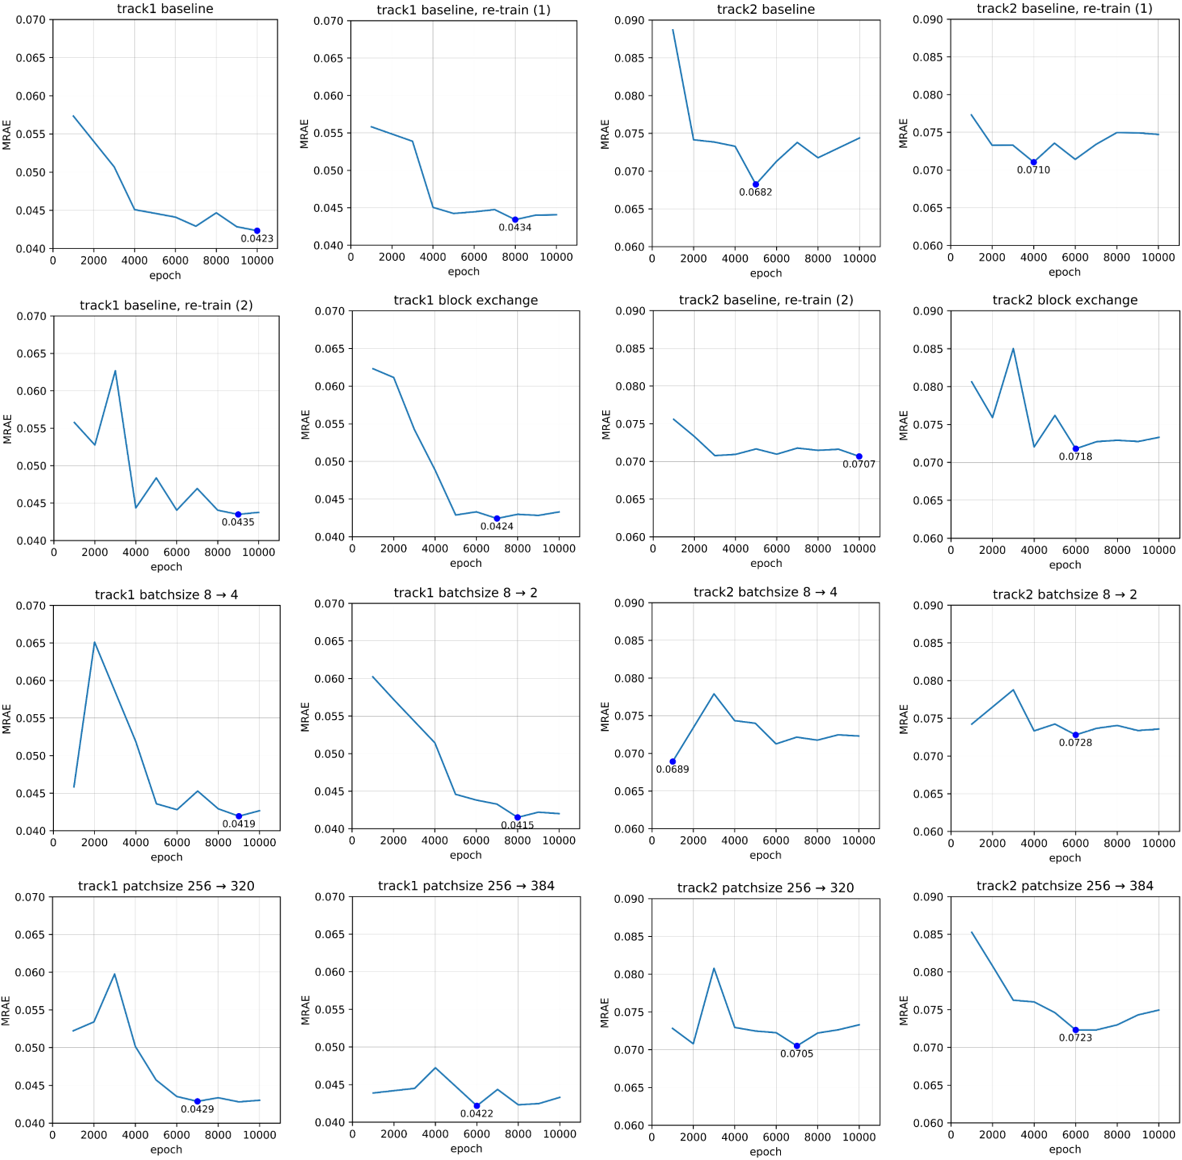 track1 baseline
0.070
0.065
0.060
0.055
0.050
0.045
0.040
MRAE
0.0423
0 2000 4000 6000 8000 10000
epoch
track1 baseline, re-train (1)
0.070
0.065
0.060
0.055
0.050
0.045
0.040
MRAE
0.0434
0 2000 4000 6000 8000 10000
epoch
track2 baseline
0.090
0.085
0.080
0.075
0.070
0.065
0.060
MRAE
0.0682
0 2000 4000 6000 8000 10000
epoch
track2 baseline, re-train (1)
0.090
0.085
0.080
0.075
0.070
0.065
0.060
MRAE
0.0710
0 2000 4000 6000 8000 10000
epoch
track1 baseline, re-train (2)
0.070
0.065
0.060
0.055
0.050
0.045
0.040
MRAE
0.0435
0 2000 4000 6000 8000 10000
epoch
track1 block exchange
0.070
0.065
0.060
0.055
0.050
0.045
0.040
MRAE
0.0424
0 2000 4000 6000 8000 10000
epoch
track2 baseline, re-train (2)
0.090
0.085
0.080
0.075
0.070
0.065
0.060
MRAE
0.0707
0 2000 4000 6000 8000 10000
epoch
track2 block exchange
0.090
0.085
0.080
0.075
0.070
0.065
0.060
MRAE
0.0718
0 2000 4000 6000 8000 10000
epoch
track1 batchsize 8 → 4
0.070
0.065
0.060
0.055
0.050
0.045
0.040
MRAE
0.0419
0 2000 4000 6000 8000 10000
epoch
track1 batchsize 8 → 2
0.070
0.065
0.060
0.055
0.050
0.045
0.040
MRAE
0.0415
0 2000 4000 6000 8000 10000
epoch
track2 batchsize 8 → 4
0.090
0.085
0.080
0.075
0.070
0.065
0.060
MRAE
0.0689
0 2000 4000 6000 8000 10000
epoch
track2 batchsize 8 → 2
0.090
0.085
0.080
0.075
0.070
0.065
0.060
MRAE
0.0728
0 2000 4000 6000 8000 10000
epoch
track1 patchsize 256 → 320
0.070
0.065
0.060
0.055
0.050
0.045
0.040
MRAE
0.0429
0 2000 4000 6000 8000 10000
epoch
track1 patchsize 256 → 384
0.070
0.065
0.060
0.055
0.050
0.045
0.040
MRAE
0.0422
0 2000 4000 6000 8000 10000
epoch
track2 patchsize 256 → 320
0.090
0.085
0.080
0.075
0.070
0.065
0.060
MRAE
0.0705
0 2000 4000 6000 8000 10000
epoch
track2 patchsize 256 → 384
0.090
0.085
0.080
0.075
0.070
0.065
0.060
MRAE
0.0723
0 2000 4000 6000 8000 10000
epoch